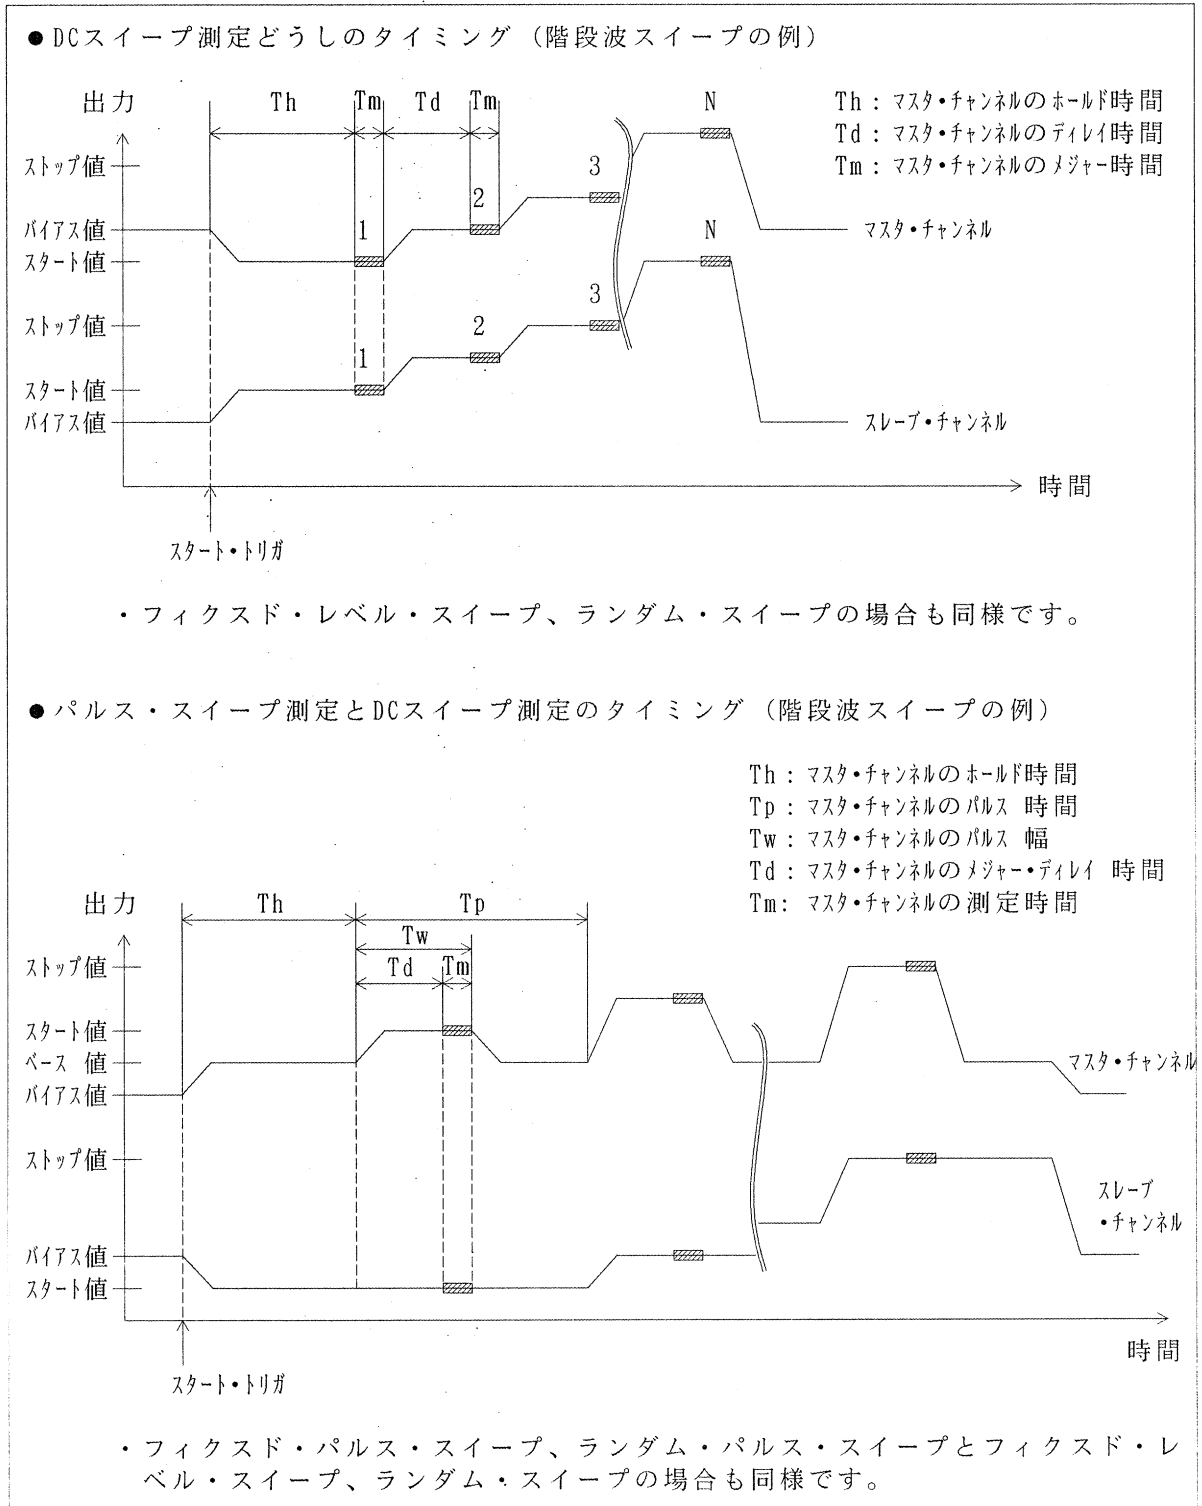 ●DCスイープ測定どうしのタイミング（階段波スイープの例）
出力
Th
Tm
Td
Tm
N
Th：マスタ・チャンネルのホールド時間
Td：マスタ・チャンネルのディレイ時間
Tm：マスタ・チャンネルのメジャー時間
ストップ値
3
2
バイアス値
1
N
マスタ・チャンネル
スタート値
3
ストップ値
2
1
スタート値
バイアス値
スレーブ・チャンネル
時間
スタート・トリガ
・フィクスド・レベル・スイープ、ランダム・スイープの場合も同様です。
●パルス・スイープ測定とDCスイープ測定のタイミング（階段波スイープの例）
Th：マスタ・チャンネルのホールド時間
Tp：マスタ・チャンネルのパルス 時間
Tw：マスタ・チャンネルのパルス 幅
Td：マスタ・チャンネルのメジャー・ディレイ 時間
Tm: マスタ・チャンネルの測定時間
出力
Th
Tp
Tw
Td
Tm
ストップ値
スタート値
ベース 値
マスタ・チャンネル
バイアス値
ストップ値
スレーブ
・チャンネル
バイアス値
スタート値
時間
スタート・トリガ
・フィクスド・パルス・スイープ、ランダム・パルス・スイープとフィクスド・レ
ベル・スイープ、ランダム・スイープの場合も同様です。